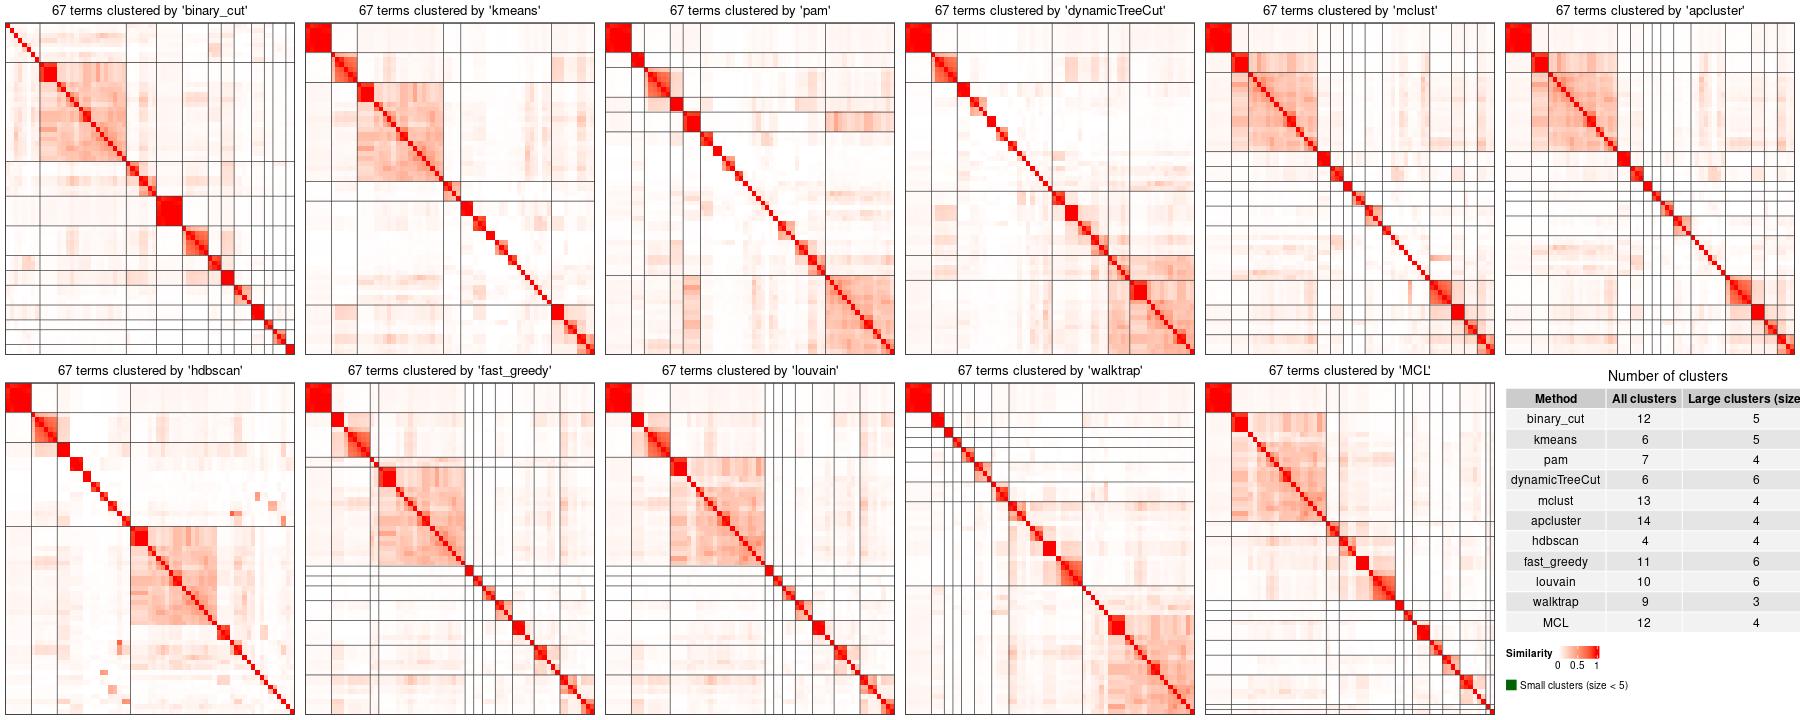 67 terms clustered by 'binary_cut'
67 terms clustered by 'kmeans'
67 terms clustered by 'pam'
67 terms clustered by 'dynamicTreeCut'
67 terms clustered by 'mclust'
67 terms clustered by 'apcluster'
67 terms clustered by 'hdbscan'
67 terms clustered by 'fast_greedy'
67 terms clustered by 'louvain'
67 terms clustered by 'walktrap'
67 terms clustered by 'MCL'
Number of clusters
Method All clusters Large clusters (size
binary_cut 12 5
kmeans 6 5
pam 7 4
dynamicTreeCut 6 6
mclust 13 4
apcluster 14 4
hdbscan 4 4
fast_greedy 11 6
louvain 10 6
walktrap 9 3
MCL 12 4
Similarity
0 0.5 1
Small clusters (size < 5)